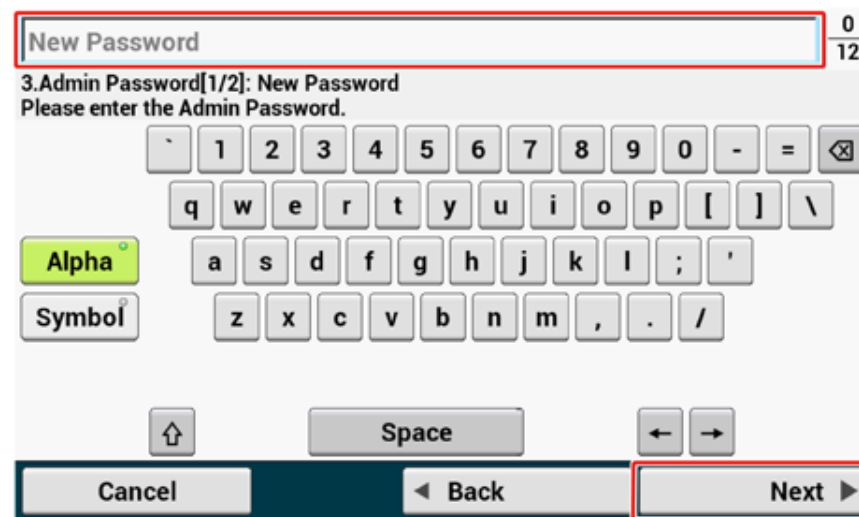 New Password
0
12
3.Admin Password[1/2]: New Password
Please enter the Admin Password.
` 1 2 3 4 5 6 7 8 9 0 - =
q w e r t y u i o p [ ] \
Alpha a s d f g h j k l ; '
Symbol z x c v b n m , . /
Space ← →
Cancel ◀ Back Next ▶